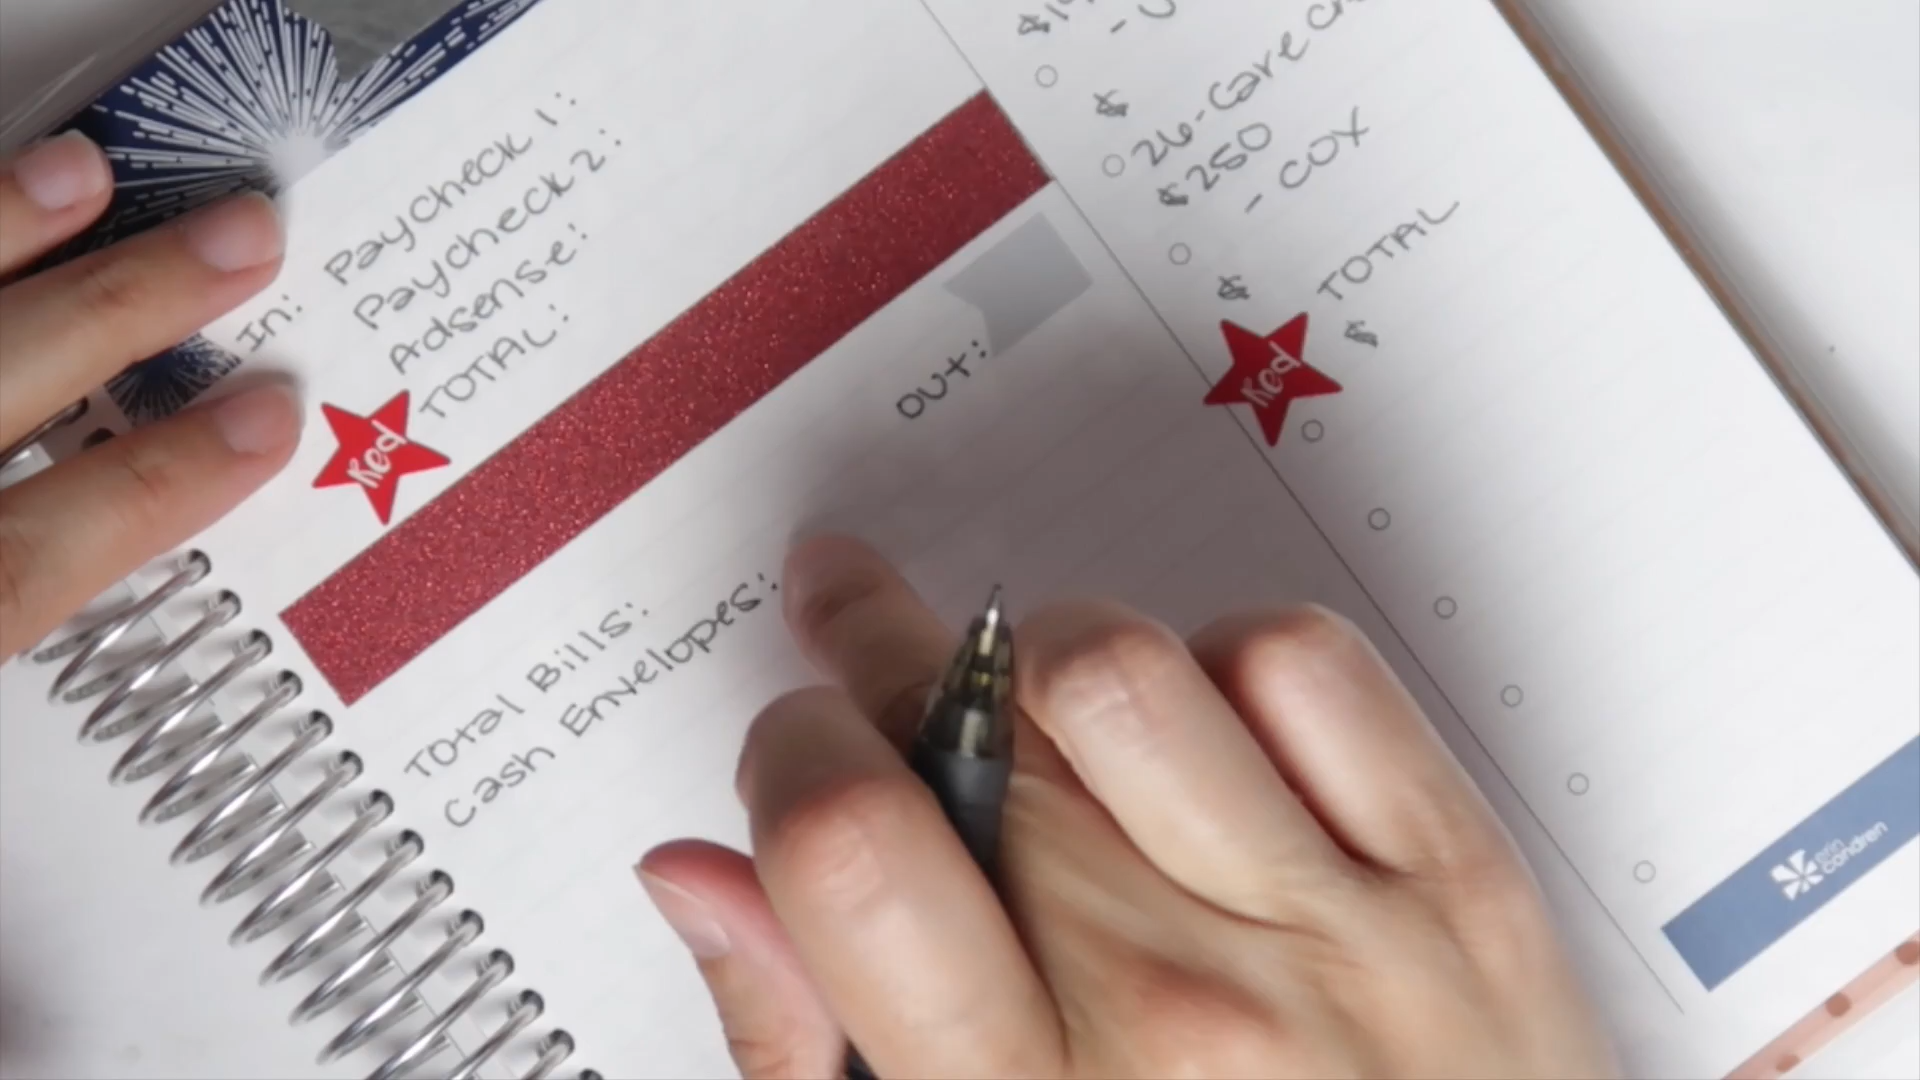 In: Paycheck 1:
Paycheck 2:
Adsense:
TOTAL:
Red
OUT:
Total Bills:
Cash Envelopes:
$
26-Care
$250
- COX
$
TOTAL
$
Red
erin
condren